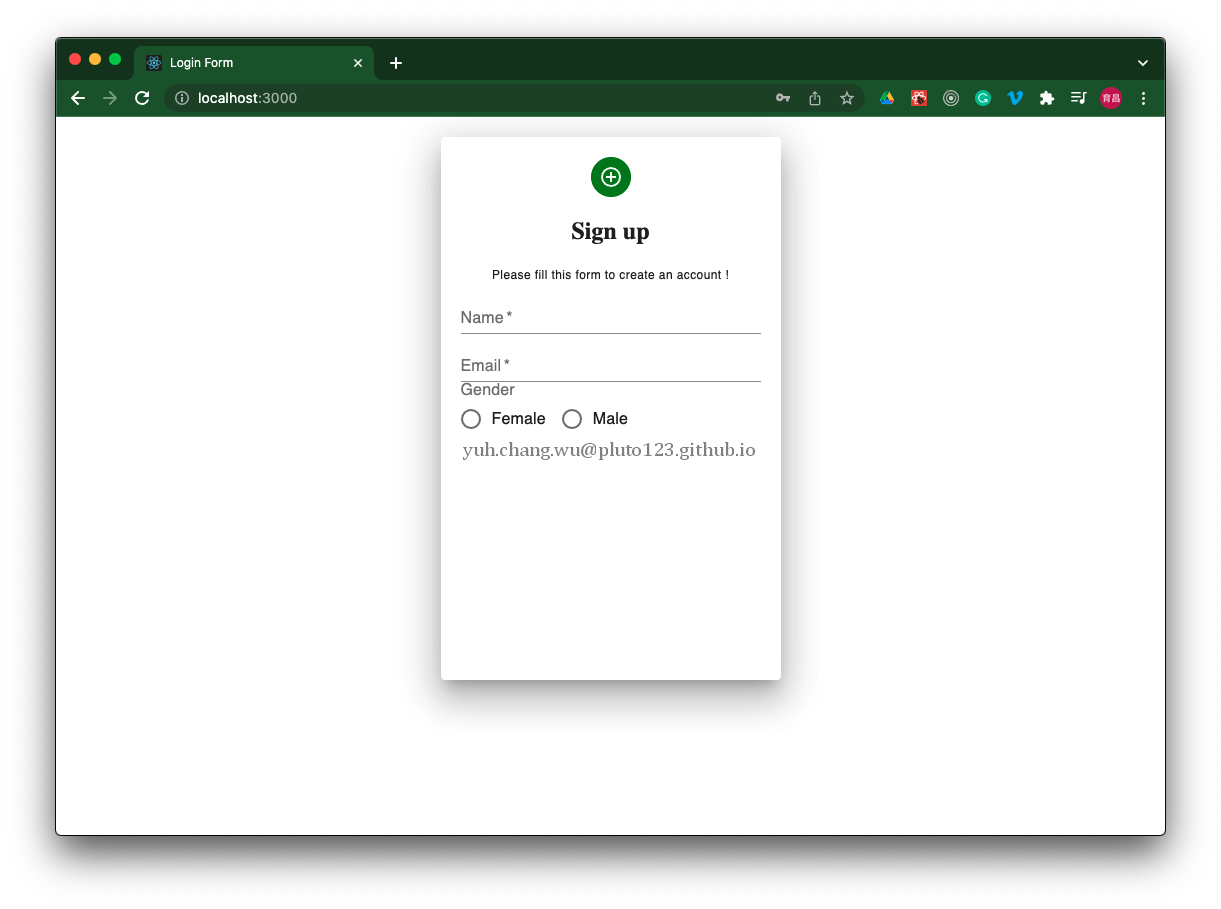 Login Form
localhost:3000
育昌
Sign up
Please fill this form to create an account !
Name *
Email *
Gender
Female Male
yuh.chang.wu@pluto123.github.io